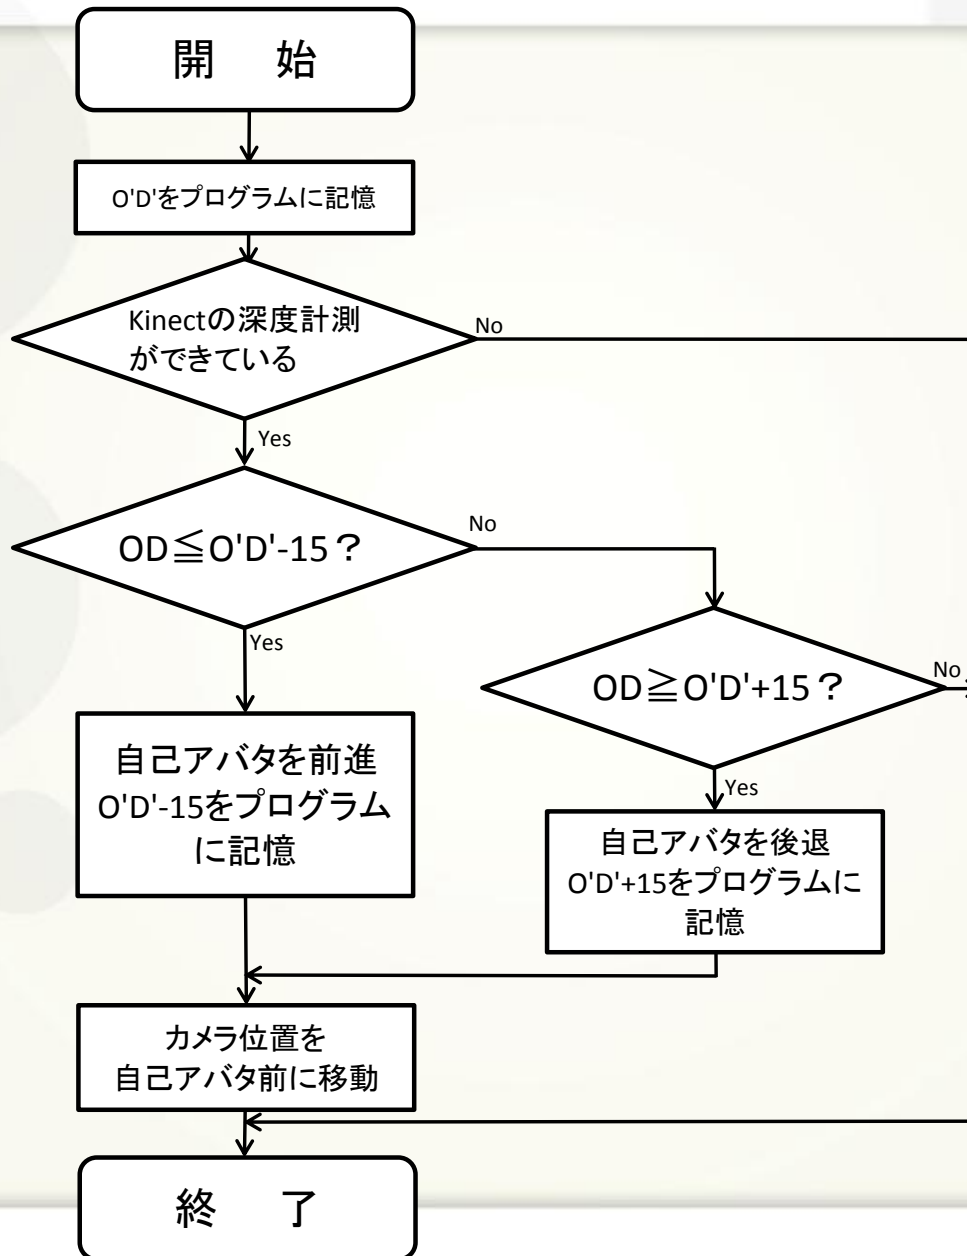 開 始
O'D'をプログラムに記憶
Kinectの深度計測
ができている
No
Yes
OD≦O'D'-15？
No
Yes
OD≧O'D'+15？
No
Yes
自己アバタを前進
O'D'-15をプログラム
に記憶
自己アバタを後退
O'D'+15をプログラムに
記憶
カメラ位置を
自己アバタ前に移動
終 了